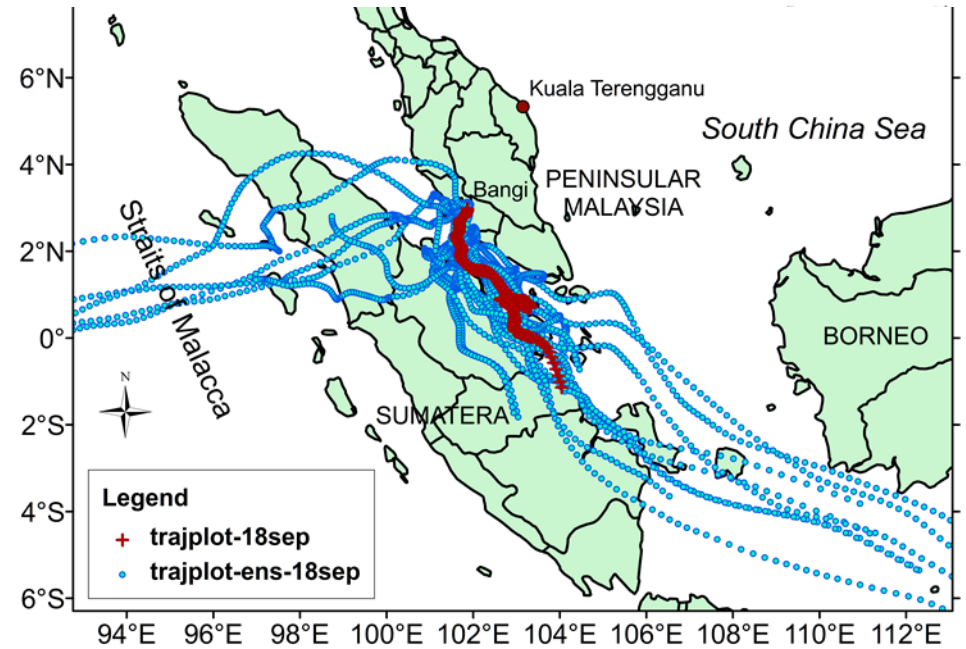 6°N
4°N
2°N
0°
2°S
4°S
6°S
Kuala Terengganu
South China Sea
Bangi
PENINSULAR
MALAYSIA
Straits of Malacca
BORNEO
N
SUMATERA
Legend
trajplot-18sep
trajplot-ens-18sep
94°E
96°E
98°E
100°E
102°E
104°E
106°E
108°E
110°E
112°E